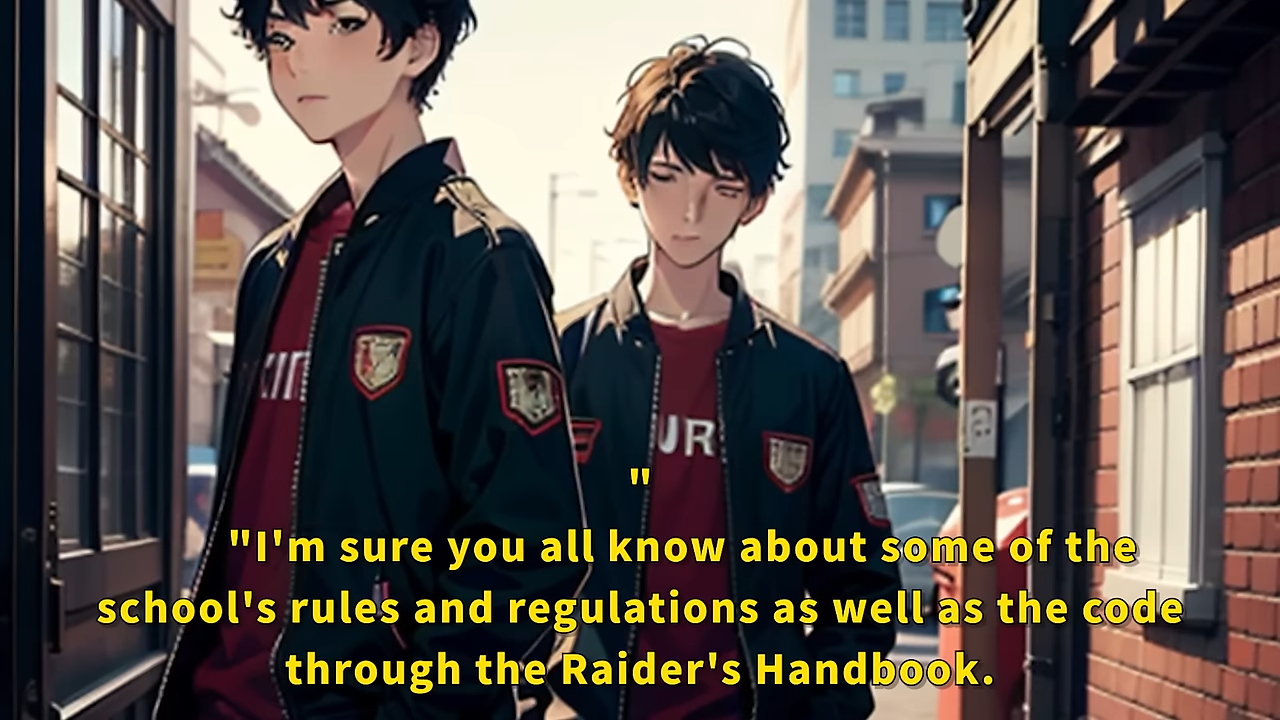 "
"I'm sure you all know about some of the
school's rules and regulations as well as the code
through the Raider's Handbook.
UR